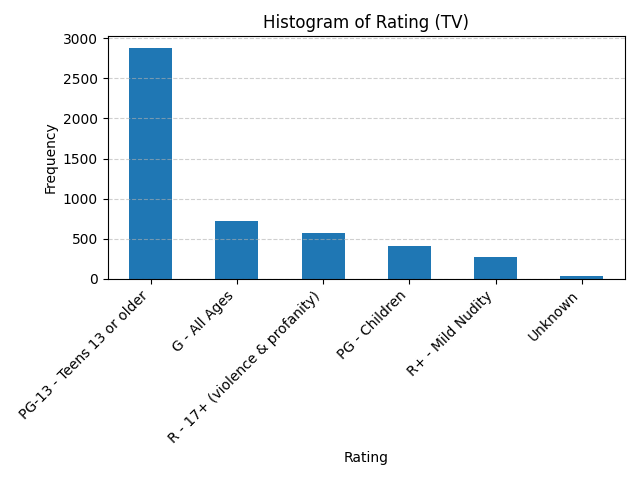 Histogram of Rating (TV)
3000
2500
2000
1500
1000
500
0
Frequency
PG-13 - Teens 13 or older
G - All Ages
R - 17+ (violence & profanity)
PG - Children
R+ - Mild Nudity
Unknown
Rating